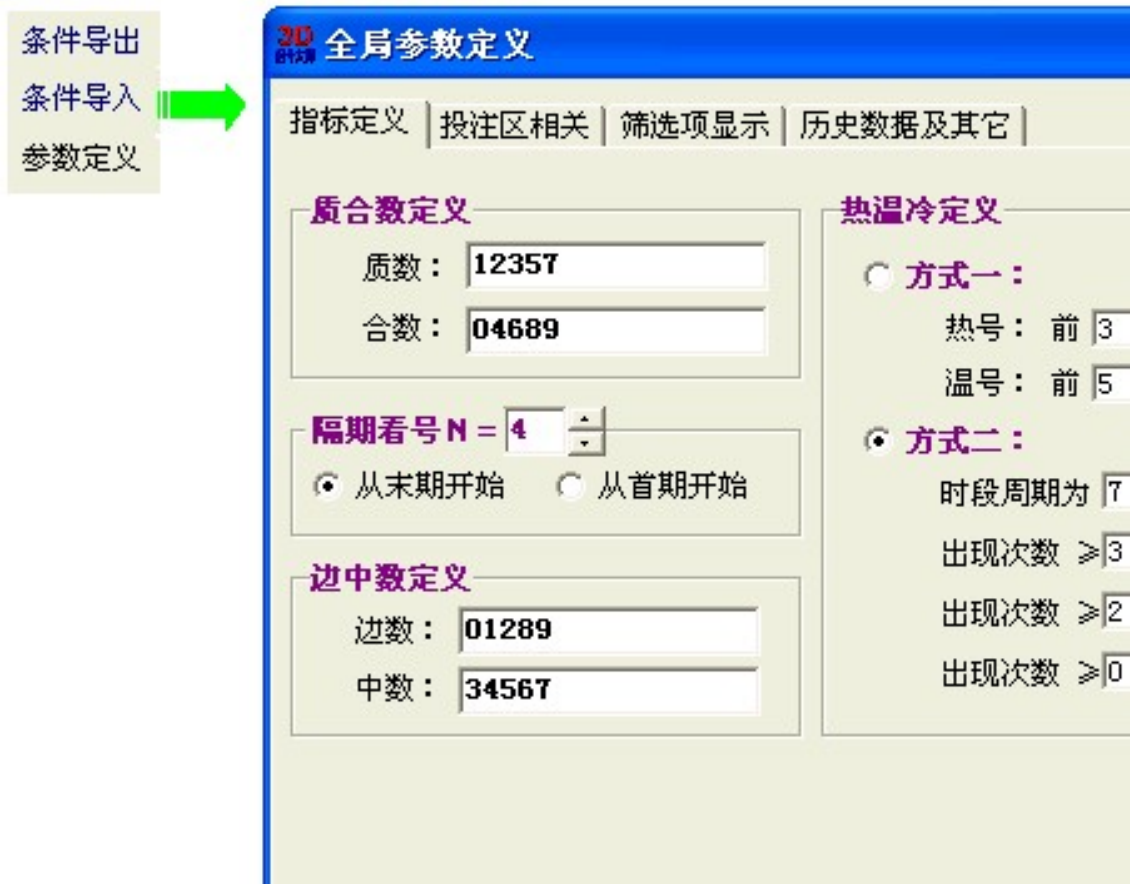 条件导出
条件导入
参数定义
3D
全局参数定义
指标定义 投注区相关 筛选项显示 历史数据及其它
质合数定义
质数： 12357
合数： 04689
隔期看号N = 4
从末期开始 从首期开始
边中数定义
边数： 01289
中数： 34567
热温冷定义
方式一：
热号： 前 3
温号： 前 5
方式二：
时段周期为 7
出现次数 ≥3
出现次数 ≥2
出现次数 ≥0